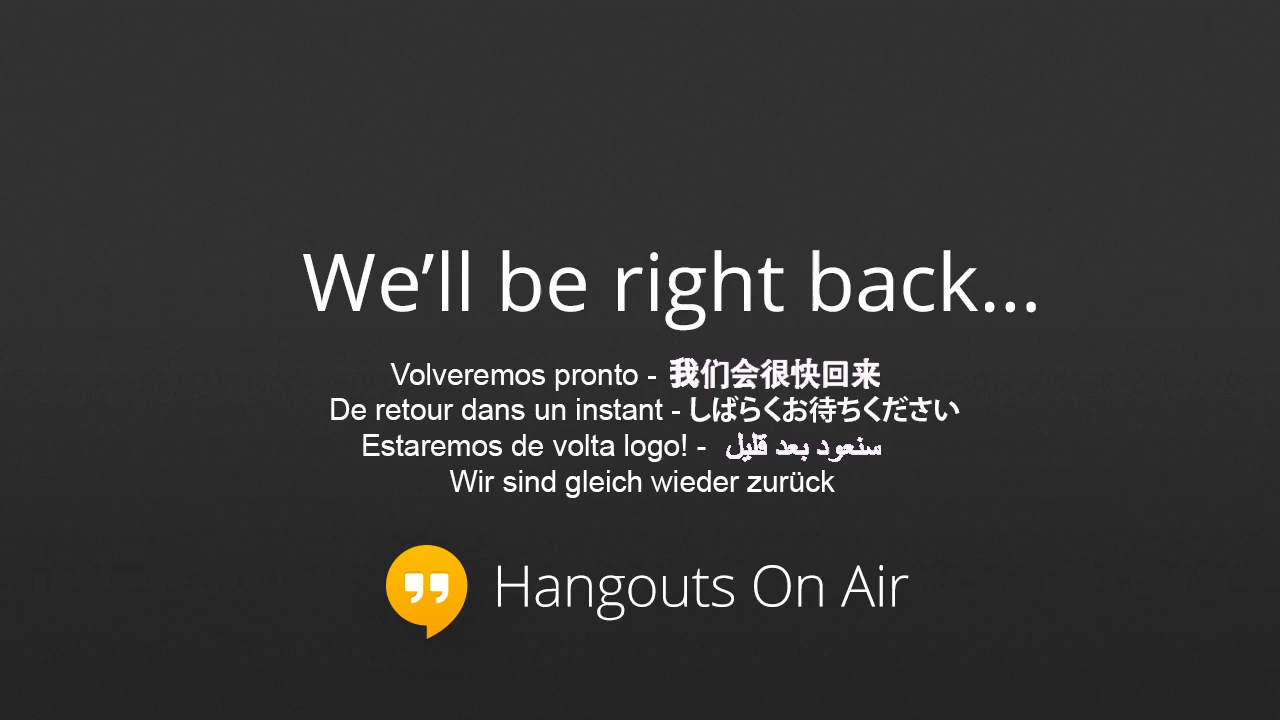 We’ll be right back...
Volveremos pronto - 我们会很快回来
De retour dans un instant - しばらくお待ちください
Estaremos de volta logo! - سنعود بعد قليل
Wir sind gleich wieder zurück
Hangouts On Air